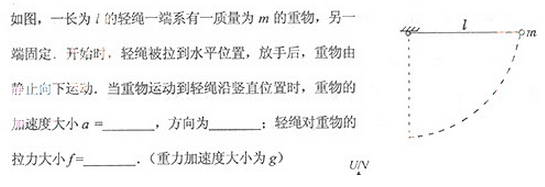 如图，一长为 l 的轻绳一端系有一质量为 m 的重物，另一
端固定．开始时，轻绳被拉到水平位置，放手后，重物由
静止向下运动．当重物运动到轻绳沿竖直位置时，重物的
加速度大小 a =_______，方向为_______；轻绳对重物的
拉力大小 f=_______．（重力加速度大小为 g）
l
m
U/V